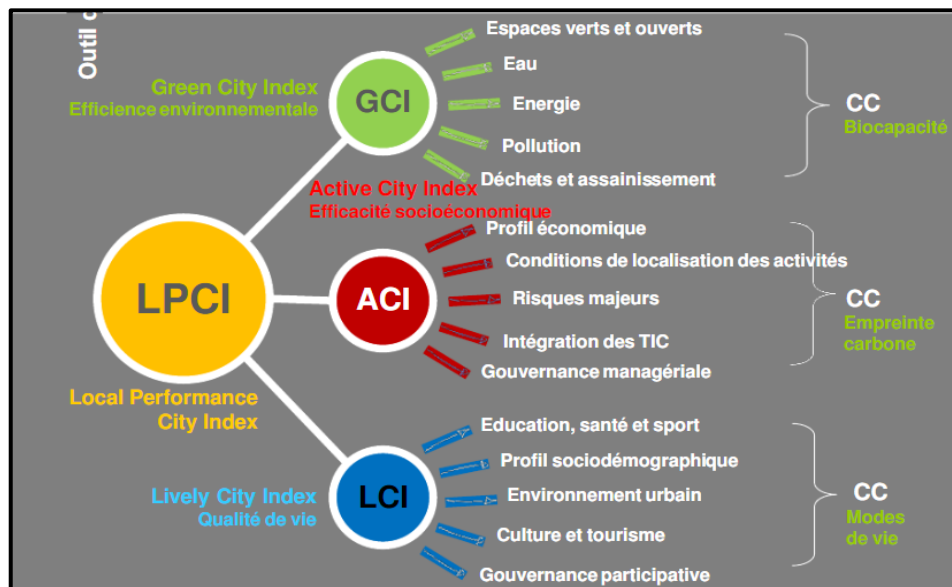 Outil d
Green City Index
Efficience environnementale
GCI
Espaces verts et ouverts
Eau
Energie
Pollution
Déchets et assainissement
CC
Biocapacité
Active City Index
Efficacité socioéconomique
LPCI
Local Performance
City Index
ACI
Profil économique
Conditions de localisation des activités
Risques majeurs
Intégration des TIC
Gouvernance managériale
CC
Empreinte
carbone
Lively City Index
Qualité de vie
LCI
Education, santé et sport
Profil sociodémographique
Environnement urbain
Culture et tourisme
Gouvernance participative
CC
Modes
de vie